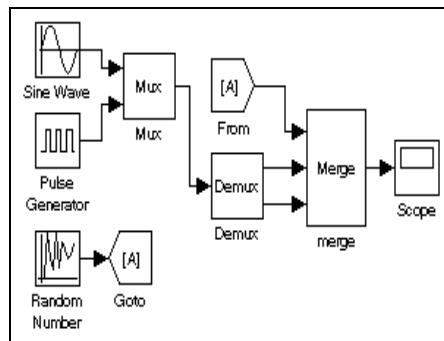 Sine Wave
Mux
Mux
Pulse
Generator
[A]
From
Demux
Demux
Merge
merge
Scope
Random
Number
[A]
Goto